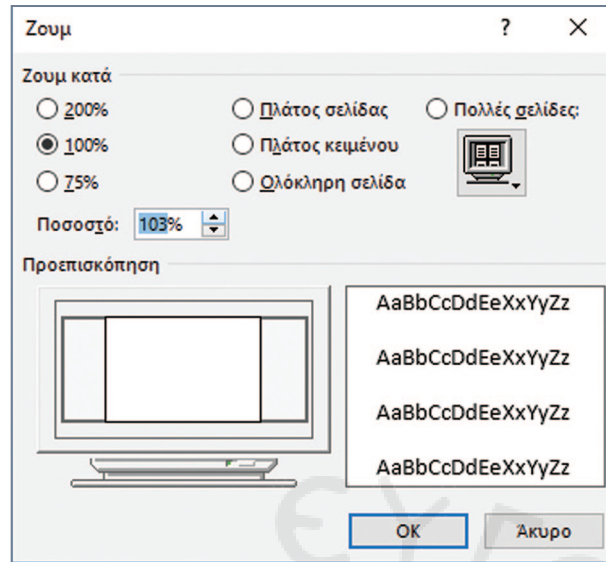 Ζουμ ?
Ζουμ κατά
200% Πλάτος σελίδας Πολλές σελίδες:
100% Πλάτος κειμένου
75% Ολόκληρη σελίδα
Ποσοστό: 103%
Προεπισκόπηση
AaBbCcDdEeXxYyZz
AaBbCcDdEeXxYyZz
AaBbCcDdEeXxYyZz
AaBbCcDdEeXxYyZz
OK Άκυρο